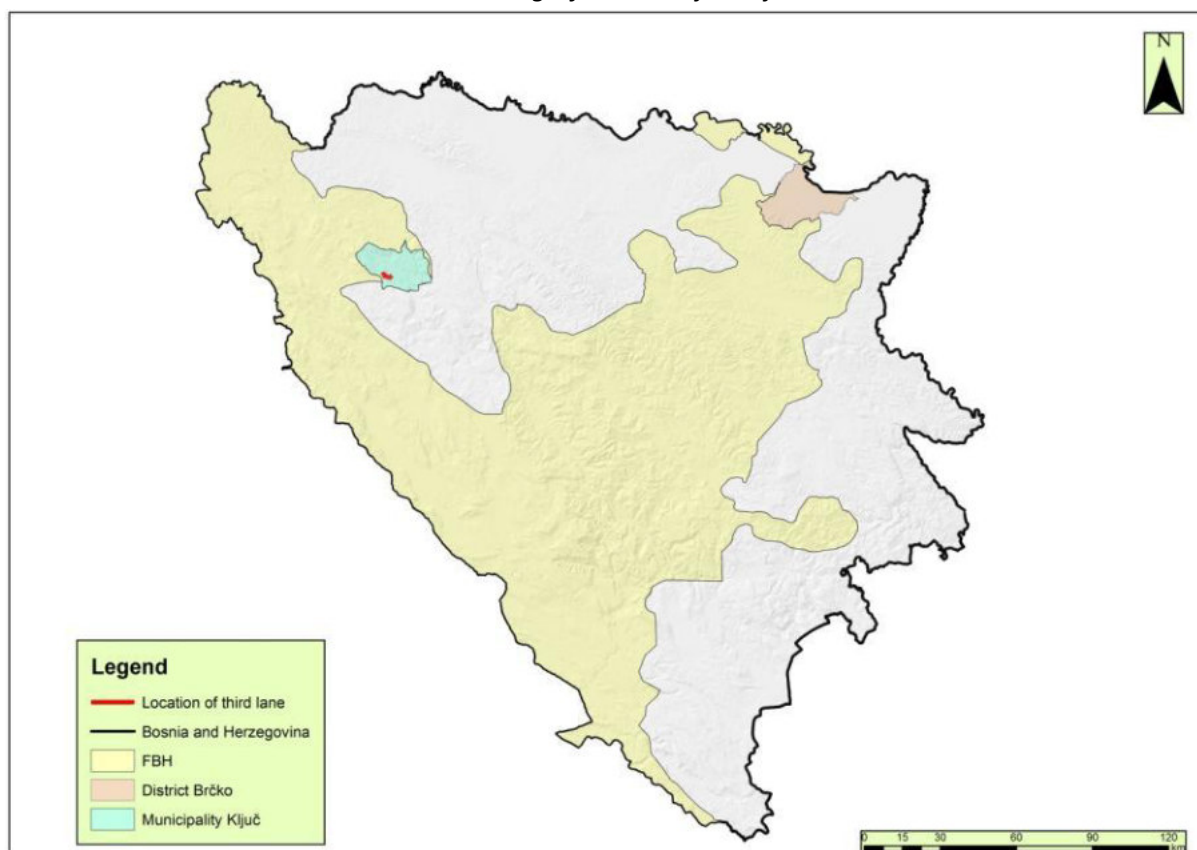 N
Legend
Location of third lane
Bosnia and Herzegovina
FBH
District Brčko
Municipality Ključ
0 15 30 60 90 120
km